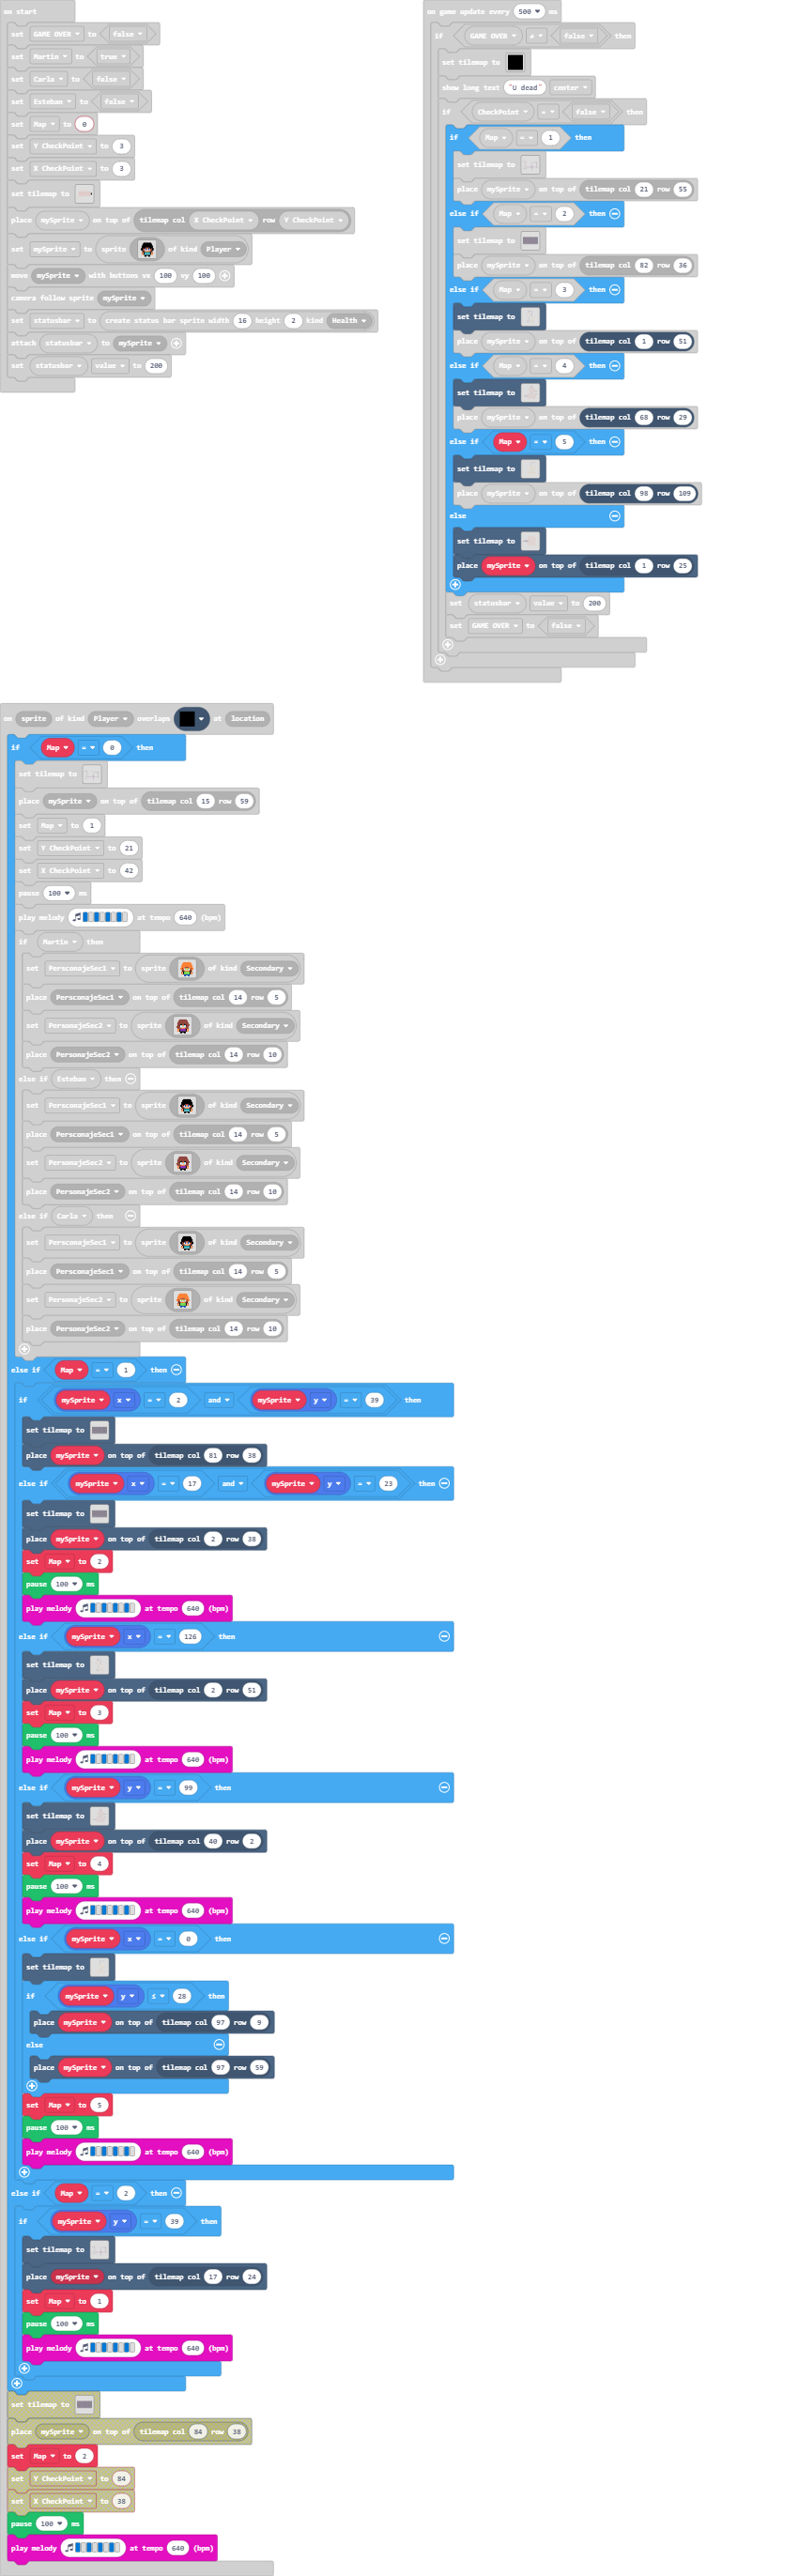 on start
set GAME OVER to false
set Martin to true
set Carla to false
set Esteban to false
set Map to 0
set Y CheckPoint to 3
set X CheckPoint to 3
set tilemap to
place mySprite on top of tilemap col X CheckPoint row Y CheckPoint
set mySprite to sprite of kind Player
move mySprite with buttons vx 100 vy 100
camera follow sprite mySprite
set statusbar to create status bar sprite width 16 height 2 kind Health
attach statusbar to mySprite
set statusbar value to 200
on game update every 500 ms
if GAME OVER ≠ false then
set tilemap to
show long text "U dead" center
if CheckPoint = false then
if Map = 1 then
set tilemap to
place mySprite on top of tilemap col 21 row 55
else if Map = 2 then
set tilemap to
place mySprite on top of tilemap col 82 row 36
else if Map = 3 then
set tilemap to
place mySprite on top of tilemap col 1 row 51
else if Map = 4 then
set tilemap to
place mySprite on top of tilemap col 68 row 29
else if Map = 5 then
set tilemap to
place mySprite on top of tilemap col 98 row 109
else
set tilemap to
place mySprite on top of tilemap col 1 row 25
set statusbar value to 200
set GAME OVER to false
on sprite of kind Player overlaps at location
if Map = 0 then
set tilemap to
place mySprite on top of tilemap col 15 row 59
set Map to 1
set Y CheckPoint to 21
set X CheckPoint to 42
pause 100 ms
play melody at tempo 640 (bpm)
if Martin then
set PersconajeSec1 to sprite of kind Secondary
place PersconajeSec1 on top of tilemap col 14 row 5
set PersonajeSec2 to sprite of kind Secondary
place PersonajeSec2 on top of tilemap col 14 row 10
else if Esteban then
set PersconajeSec1 to sprite of kind Secondary
place PersconajeSec1 on top of tilemap col 14 row 5
set PersonajeSec2 to sprite of kind Secondary
place PersonajeSec2 on top of tilemap col 14 row 10
else if Carla then
set PersconajeSec1 to sprite of kind Secondary
place PersconajeSec1 on top of tilemap col 14 row 5
set PersonajeSec2 to sprite of kind Secondary
place PersonajeSec2 on top of tilemap col 14 row 10
else if Map = 1 then
if mySprite x = 2 and mySprite y = 39 then
set tilemap to
place mySprite on top of tilemap col 81 row 38
else if mySprite x = 17 and mySprite y = 23 then
set tilemap to
place mySprite on top of tilemap col 2 row 38
set Map to 2
pause 100 ms
play melody at tempo 640 (bpm)
else if mySprite x = 126 then
set tilemap to
place mySprite on top of tilemap col 2 row 51
set Map to 3
pause 100 ms
play melody at tempo 640 (bpm)
else if mySprite y = 99 then
set tilemap to
place mySprite on top of tilemap col 40 row 2
set Map to 4
pause 100 ms
play melody at tempo 640 (bpm)
else if mySprite x = 0 then
set tilemap to
if mySprite y ≤ 28 then
place mySprite on top of tilemap col 97 row 9
else
place mySprite on top of tilemap col 97 row 59
set Map to 5
pause 100 ms
play melody at tempo 640 (bpm)
else if Map = 2 then
if mySprite y = 39 then
set tilemap to
place mySprite on top of tilemap col 17 row 24
set Map to 1
pause 100 ms
play melody at tempo 640 (bpm)
set tilemap to
place mySprite on top of tilemap col 84 row 38
set Map to 2
set Y CheckPoint to 84
set X CheckPoint to 38
pause 100 ms
play melody at tempo 640 (bpm)